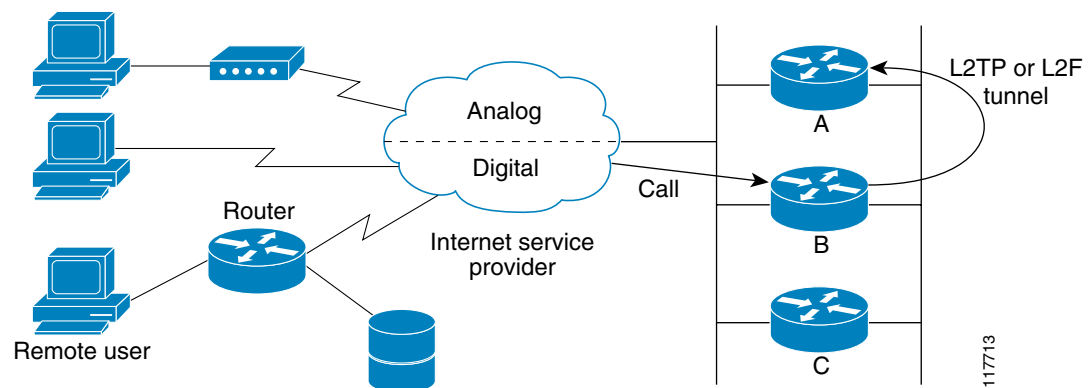 Analog
Digital
Router
Internet service
provider
Remote user
Call
A
B
C
L2TP or L2F
tunnel
117713